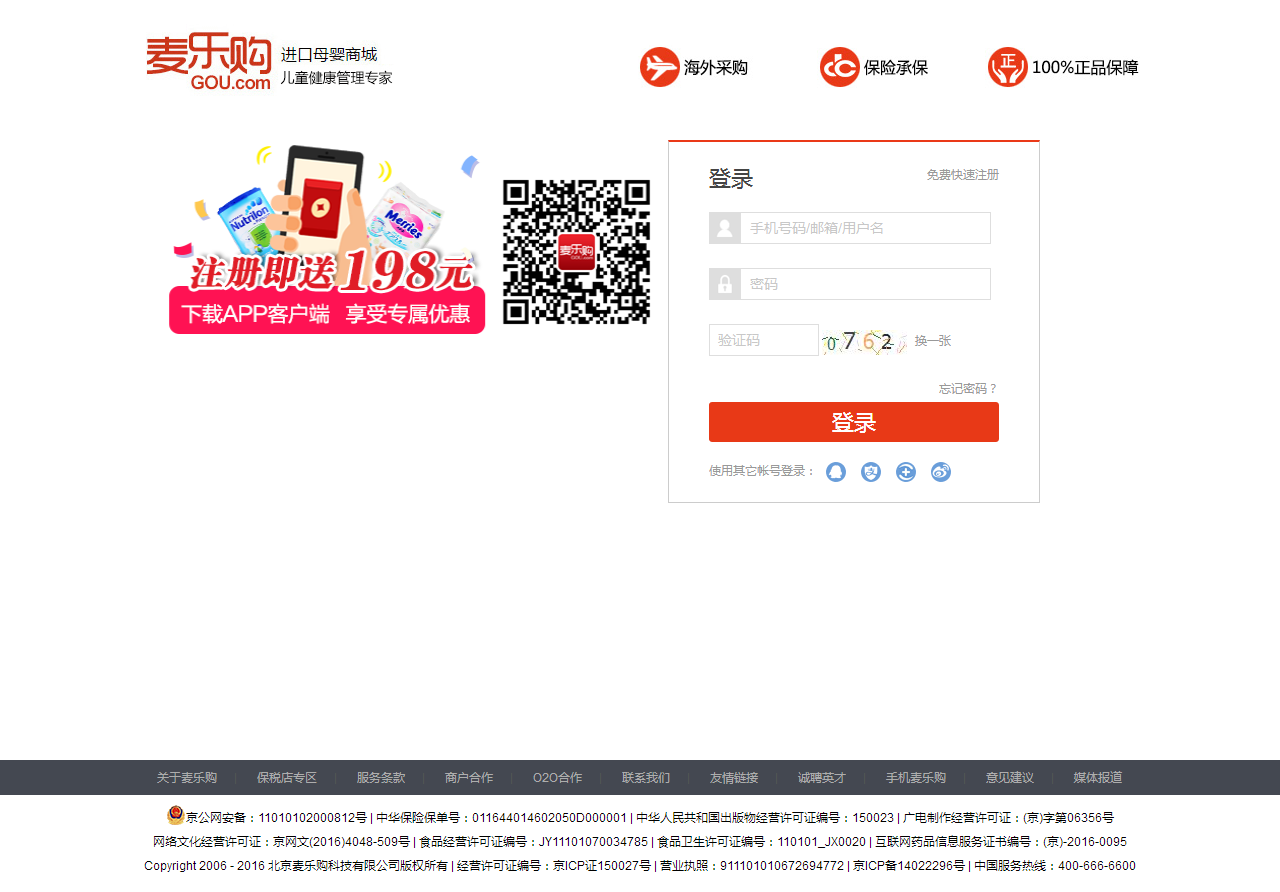 麦乐购
GOU.com
进口母婴商城
儿童健康管理专家
海外采购
保险承保
正
100%正品保障
Nutrilon
Merries
注册即送198元
下载APP客户端 享受专属优惠
麦乐购
GOU.com
登录
免费快速注册
手机号码/邮箱/用户名
密码
验证码
0762
换一张
忘记密码？
登录
使用其它帐号登录：
关于麦乐购
保税店专区
服务条款
商户合作
O2O合作
联系我们
友情链接
诚聘英才
手机麦乐购
意见建议
媒体报道
京公网安备：11010102000812号 | 中华保险保单号：011644014602050D000001 | 中华人民共和国出版物经营许可证编号：150023 | 广电制作经营许可证：(京)字第06356号
网络文化经营许可证：京网文(2016)4048-509号 | 食品经营许可证编号：JY11101070034785 | 食品卫生许可证编号：110101_JX0020 | 互联网药品信息服务证书编号：(京)-2016-0095
Copyright 2006 - 2016 北京麦乐购科技有限公司版权所有 | 经营许可证编号：京ICP证150027号 | 营业执照：911101010672694772 | 京ICP备14022296号 | 中国服务热线：400-666-6600